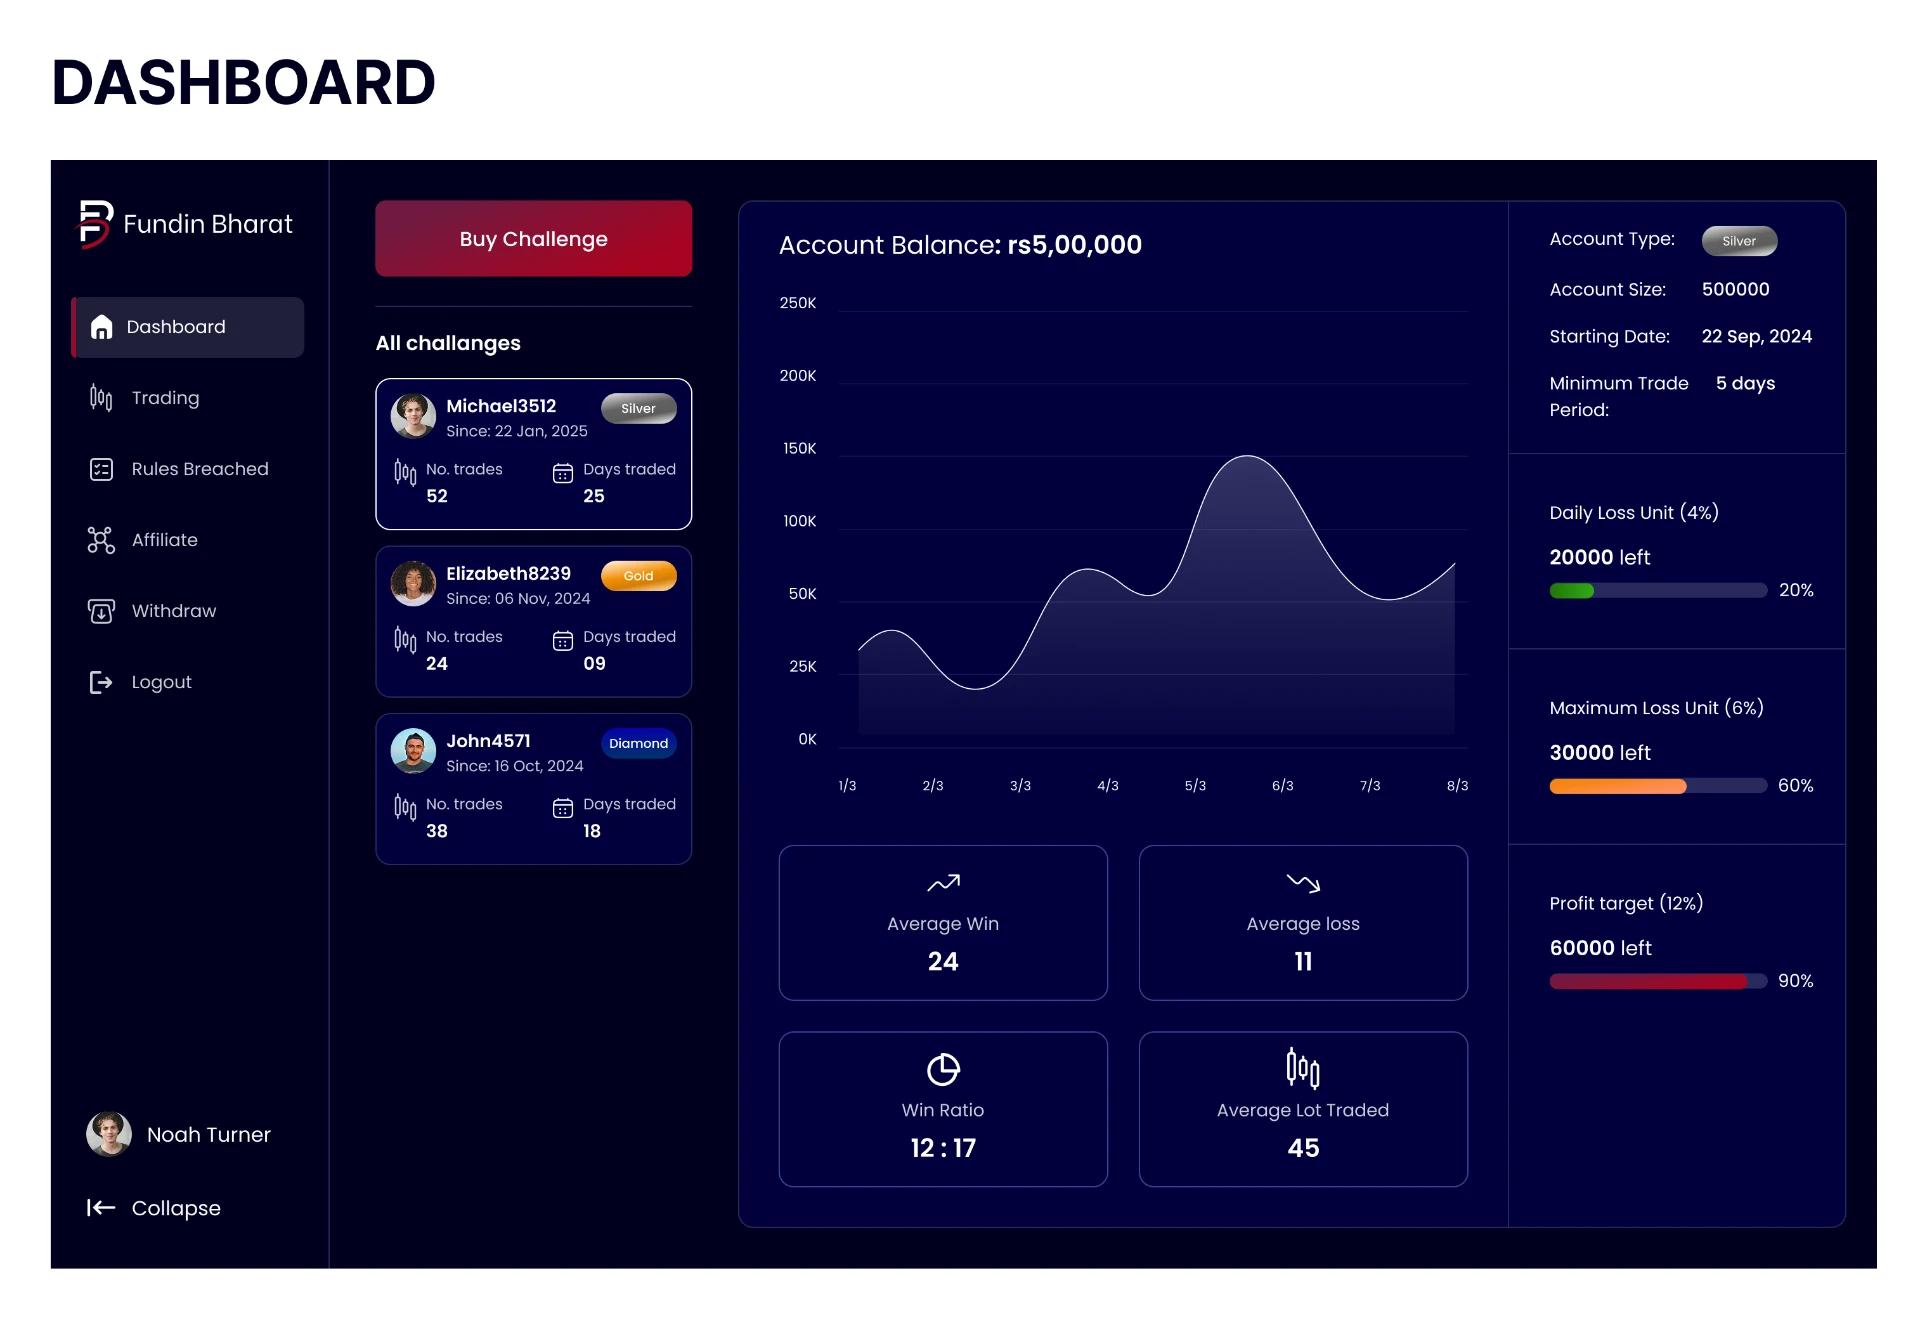 DASHBOARD
Fundin Bharat
Dashboard
Trading
Rules Breached
Affiliate
Withdraw
Logout
Noah Turner
Collapse
Buy Challenge
All challanges
Michael3512
Silver
Since: 22 Jan, 2025
No. trades
52
Days traded
25
Elizabeth8239
Gold
Since: 06 Nov, 2024
No. trades
24
Days traded
09
John4571
Diamond
Since: 16 Oct, 2024
No. trades
38
Days traded
18
Account Balance: rs5,00,000
250K
200K
150K
100K
50K
25K
0K
1/3 2/3 3/3 4/3 5/3 6/3 7/3 8/3
Average Win
24
Average loss
11
Win Ratio
12 : 17
Average Lot Traded
45
Account Type: Silver
Account Size: 500000
Starting Date: 22 Sep, 2024
Minimum Trade 5 days
Period:
Daily Loss Unit (4%)
20000 left
20%
Maximum Loss Unit (6%)
30000 left
60%
Profit target (12%)
60000 left
90%